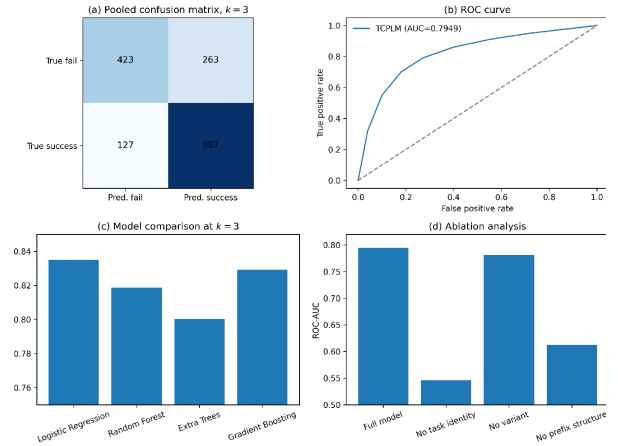 (a) Pooled confusion matrix, k = 3
True fail
423
263
True success
127
987
Pred. fail
Pred. success
(b) ROC curve
TCPLM (AUC=0.7949)
True positive rate
1.0
0.8
0.6
0.4
0.2
0.0
0.0
0.2
0.4
0.6
0.8
1.0
False positive rate
(c) Model comparison at k = 3
0.84
0.82
0.80
0.78
0.76
Logistic Regression
Random Forest
Extra Trees
Gradient Boosting
(d) Ablation analysis
ROC-AUC
0.80
0.75
0.70
0.65
0.60
0.55
0.50
Full model
No task identity
No variant
No prefix structure